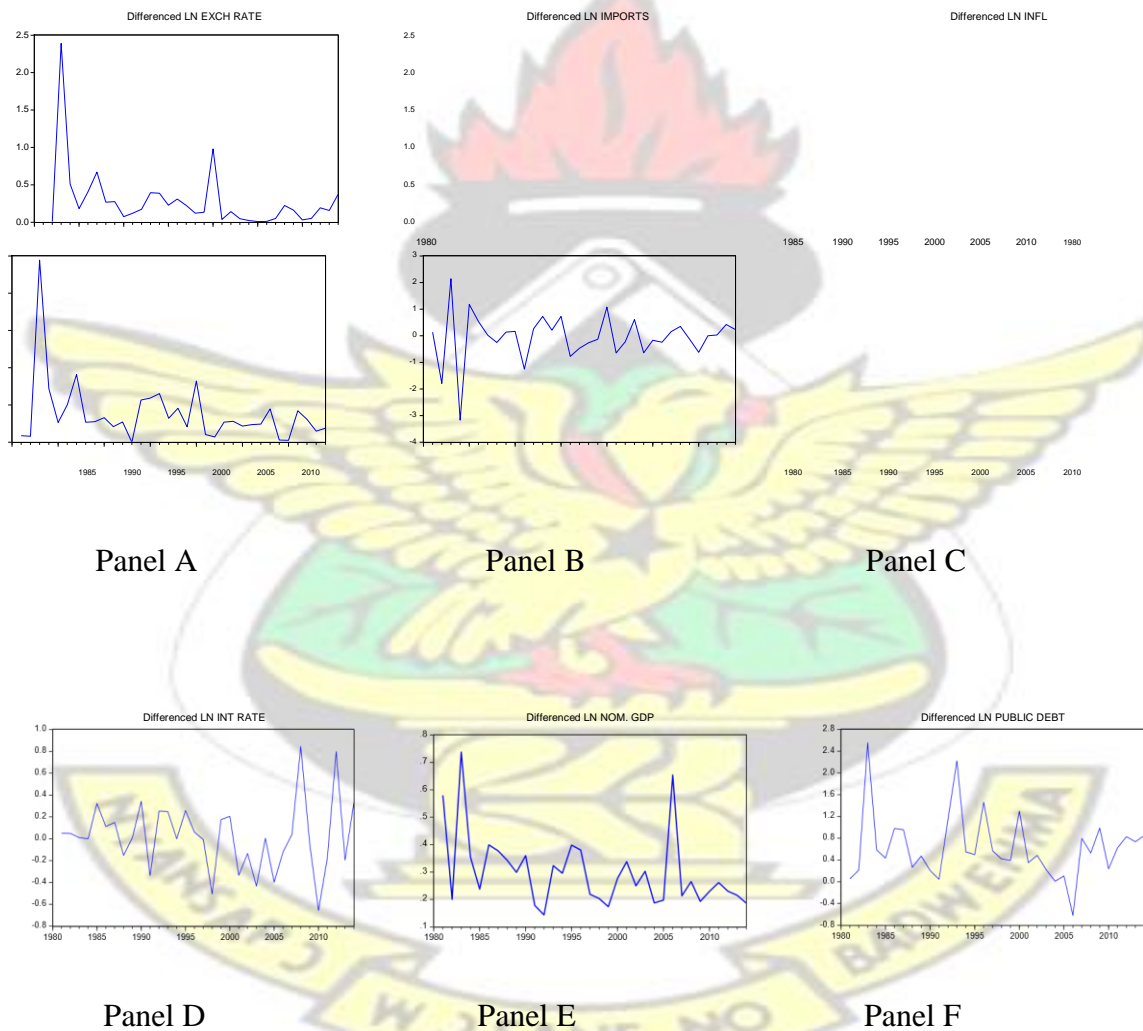 Differenced LN EXCH RATE
Differenced LN IMPORTS
Differenced LN INFL
2.5
2.0
1.5
1.0
0.5
0.0
2.5
2.0
1.5
1.0
0.5
0.0
1980
1985 1990 1995 2000 2005 2010 1980
3
2
1
0
-1
-2
-3
-4
1985 1990 1995 2000 2005 2010
1980 1985 1990 1995 2000 2005 2010
Panel A
Panel B
Panel C
Differenced LN INT RATE
1.0
0.8
0.6
0.4
0.2
0.0
-0.2
-0.4
-0.6
-0.8
1980 1985 1990 1995 2000 2005 2010
Differenced LN NOM. GDP
.8
.7
.6
.5
.4
.3
.2
.1
1980 1985 1990 1995 2000 2005 2010
Differenced LN PUBLIC DEBT
2.8
2.4
2.0
1.6
1.2
0.8
0.4
0.0
-0.4
-0.8
1980 1985 1990 1995 2000 2005 2010
BADWENMA
Panel D
Panel E
Panel F